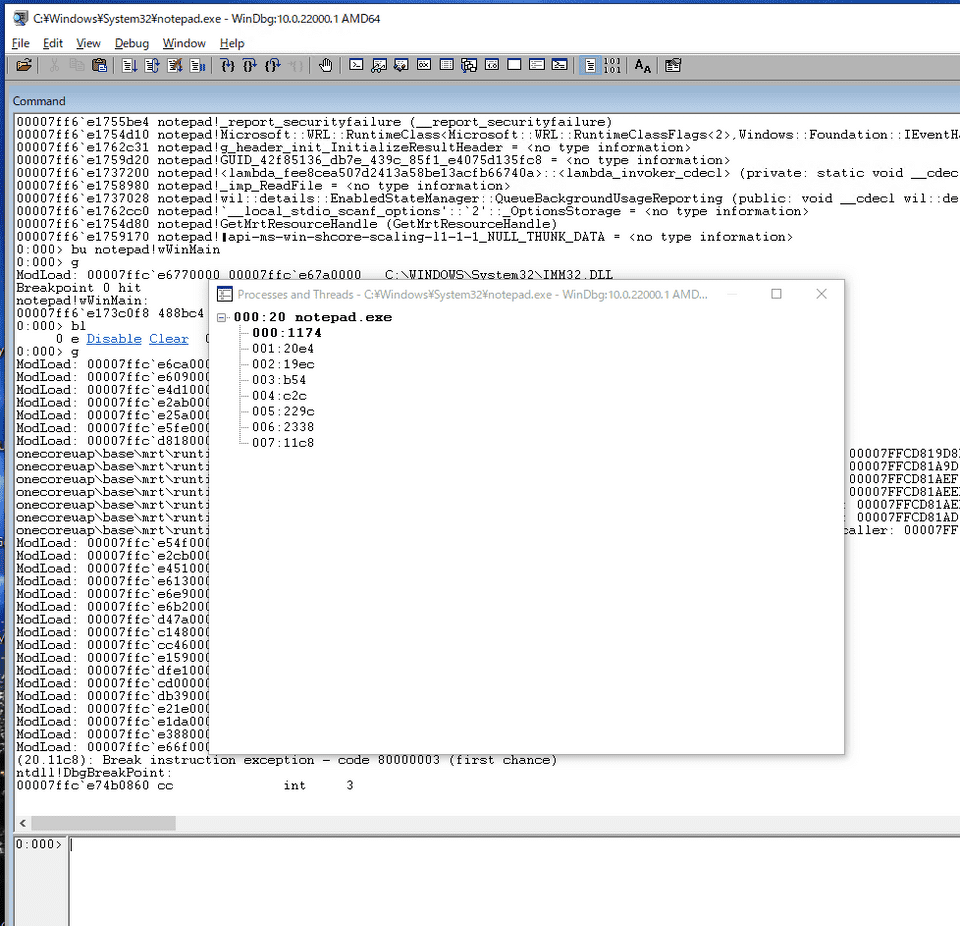 C:¥Windows¥System32¥notepad.exe - WinDbg:10.0.22000.1 AMD64
File Edit View Debug Window Help
Command
00007ff6`e1755be4 notepad!_report_securityfailure (__report_securityfailure)
00007ff6`e1754d10 notepad!Microsoft::WRL::RuntimeClass<Microsoft::WRL::RuntimeClassFlags<2>,Windows::Foundation::IEventHa
00007ff6`e1762c31 notepad!g_header_init_InitializeResultHeader = <no type information>
00007ff6`e1759d20 notepad!GUID_42f85136_db7e_439c_85f1_e4075d135fc8 = <no type information>
00007ff6`e1737200 notepad!<lambda_fee8cea507d2413a58be13acfb66740a>::<lambda_invoker_cdecl> (private: static void __cdec
00007ff6`e1758980 notepad!_imp_ReadFile = <no type information>
00007ff6`e1737028 notepad!wil::details::EnabledStateManager::QueueBackgroundUsageReporting (public: void __cdecl wil::de
00007ff6`e1762cc0 notepad!`__local_stdio_scanf_options'::`2'::_OptionsStorage = <no type information>
00007ff6`e1754d80 notepad!GetMrtResourceHandle (GetMrtResourceHandle)
00007ff6`e1759170 notepad!api-ms-win-shcore-scaling-l1-1-1_NULL_THUNK_DATA = <no type information>
0:000> bu notepad!wWinMain
0:000> g
ModLoad: 00007ffc`e6770000 00007ffc`e67a0000 C:\WINDOWS\System32\IMM32.DLL
Breakpoint 0 hit
notepad!wWinMain:
00007ff6`e173c0f8 488bc4
0:000> bl
0 e Disable Clear
0:000> g
ModLoad: 00007ffc`e6ca000
ModLoad: 00007ffc`e609000
ModLoad: 00007ffc`e4d1000
ModLoad: 00007ffc`e2ab000
ModLoad: 00007ffc`e25a000
ModLoad: 00007ffc`e5fe000
ModLoad: 00007ffc`d818000
onecoreuap\base\mrt\runti 00007FFCD819D8
onecoreuap\base\mrt\runti 00007FFCD81A9D
onecoreuap\base\mrt\runti 00007FFCD81AEF
onecoreuap\base\mrt\runti 00007FFCD81AEE
onecoreuap\base\mrt\runti : 00007FFCD81AE
onecoreuap\base\mrt\runti : 00007FFCD81AD
onecoreuap\base\mrt\runti caller: 00007FF
ModLoad: 00007ffc`e54f000
ModLoad: 00007ffc`e2cb000
ModLoad: 00007ffc`e451000
ModLoad: 00007ffc`e613000
ModLoad: 00007ffc`e6e9000
ModLoad: 00007ffc`e6b2000
ModLoad: 00007ffc`d47a000
ModLoad: 00007ffc`c148000
ModLoad: 00007ffc`cc46000
ModLoad: 00007ffc`e159000
ModLoad: 00007ffc`dfe1000
ModLoad: 00007ffc`cd00000
ModLoad: 00007ffc`db39000
ModLoad: 00007ffc`e21e000
ModLoad: 00007ffc`e1da000
ModLoad: 00007ffc`e388000
ModLoad: 00007ffc`e66f000
(20.11c8): Break instruction exception - code 80000003 (first chance)
ntdll!DbgBreakPoint:
00007ffc`e74b0860 cc int 3
0:000>
Processes and Threads - C:¥Windows¥System32¥notepad.exe - WinDbg:10.0.22000.1 AMD...
000:20 notepad.exe
000:1174
001:20e4
002:19ec
003:b54
004:c2c
005:229c
006:2338
007:11c8